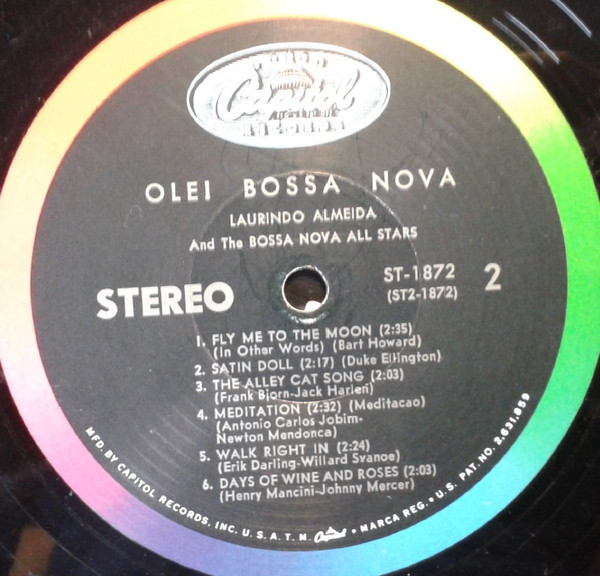 Capitol
RECORDS
OLEI BOSSA NOVA
LAURINDO ALMEIDA
And The BOSSA NOVA ALL STARS
STEREO
ST-1872
(ST2-1872)
2
1. FLY ME TO THE MOON (2:35)
(In Other Words) (Bart Howard)
2. SATIN DOLL (2:17) (Duke Ellington)
3. THE ALLEY CAT SONG (2:03)
(Frank Bjorn-Jack Harlen)
4. MEDITATION (2:32) (Meditacao)
(Antonio Carlos Jobim-
Newton Mendonca)
5. WALK RIGHT IN (2:24)
(Erik Darling-Willard Svanoe)
6. DAYS OF WINE AND ROSES (2:03)
(Henry Mancini-Johnny Mercer)
MFD. BY CAPITOL RECORDS, INC. U. S. A. T. M. Capitol • MARCA REG. • U. S. PAT. NO. 2,631,859